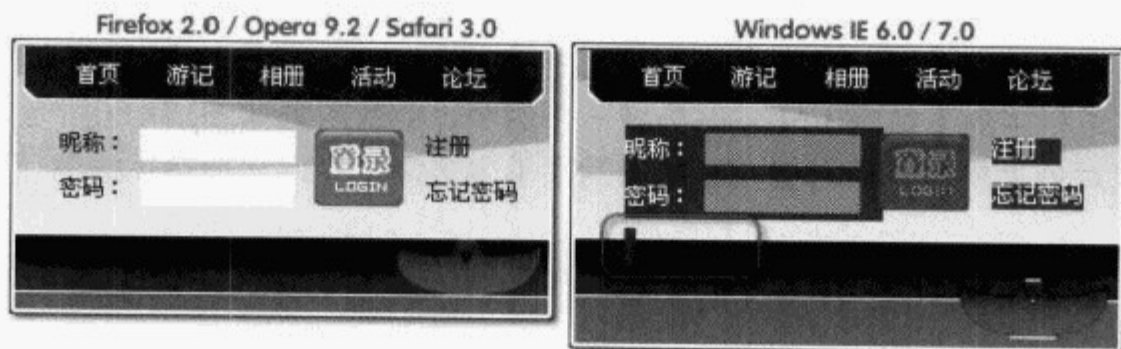 Firefox 2.0 / Opera 9.2 / Safari 3.0
首页 游记 相册 活动 论坛
昵称：
登录
LOGIN
注册
密码：
忘记密码
Windows IE 6.0 / 7.0
首页 游记 相册 活动 论坛
昵称：
登录
LOGIN
注册
密码：
忘记密码